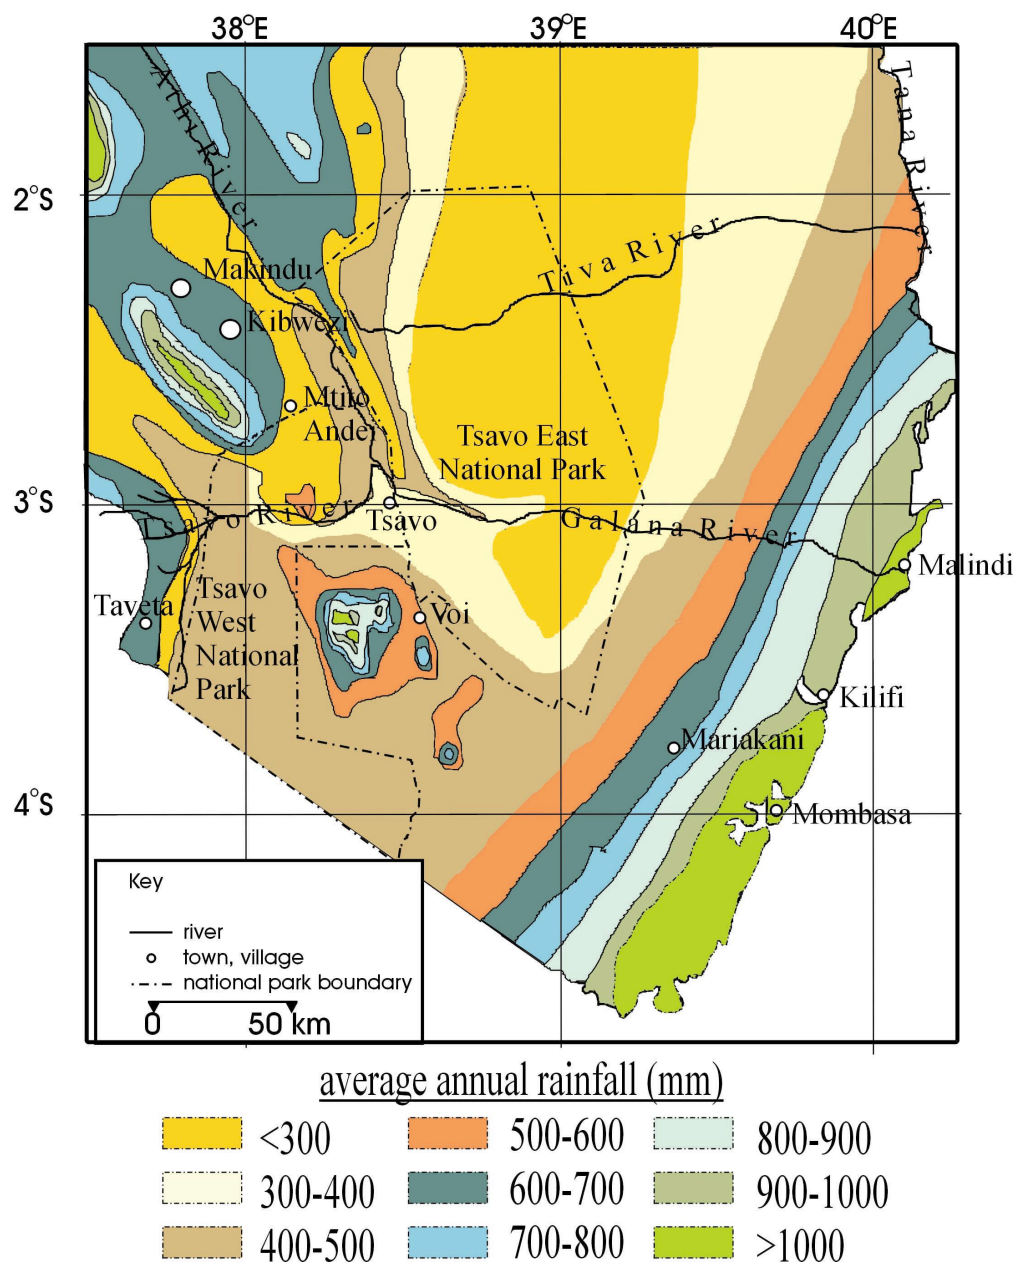 38°E
39°E
40°E
2°S
3°S
4°S
Athi River
Tana River
Tiva River
Makindu
Kibwezi
Mtito
Andei
Tsavo East
National Park
Tsavo River
Tsavo
Galana River
Malindi
Taveta
Tsavo
West
National
Park
Voi
Kilifi
Mariakani
Mombasa
Key
river
town, village
national park boundary
0 50 km
average annual rainfall (mm)
<300
500-600
800-900
300-400
600-700
900-1000
400-500
700-800
>1000